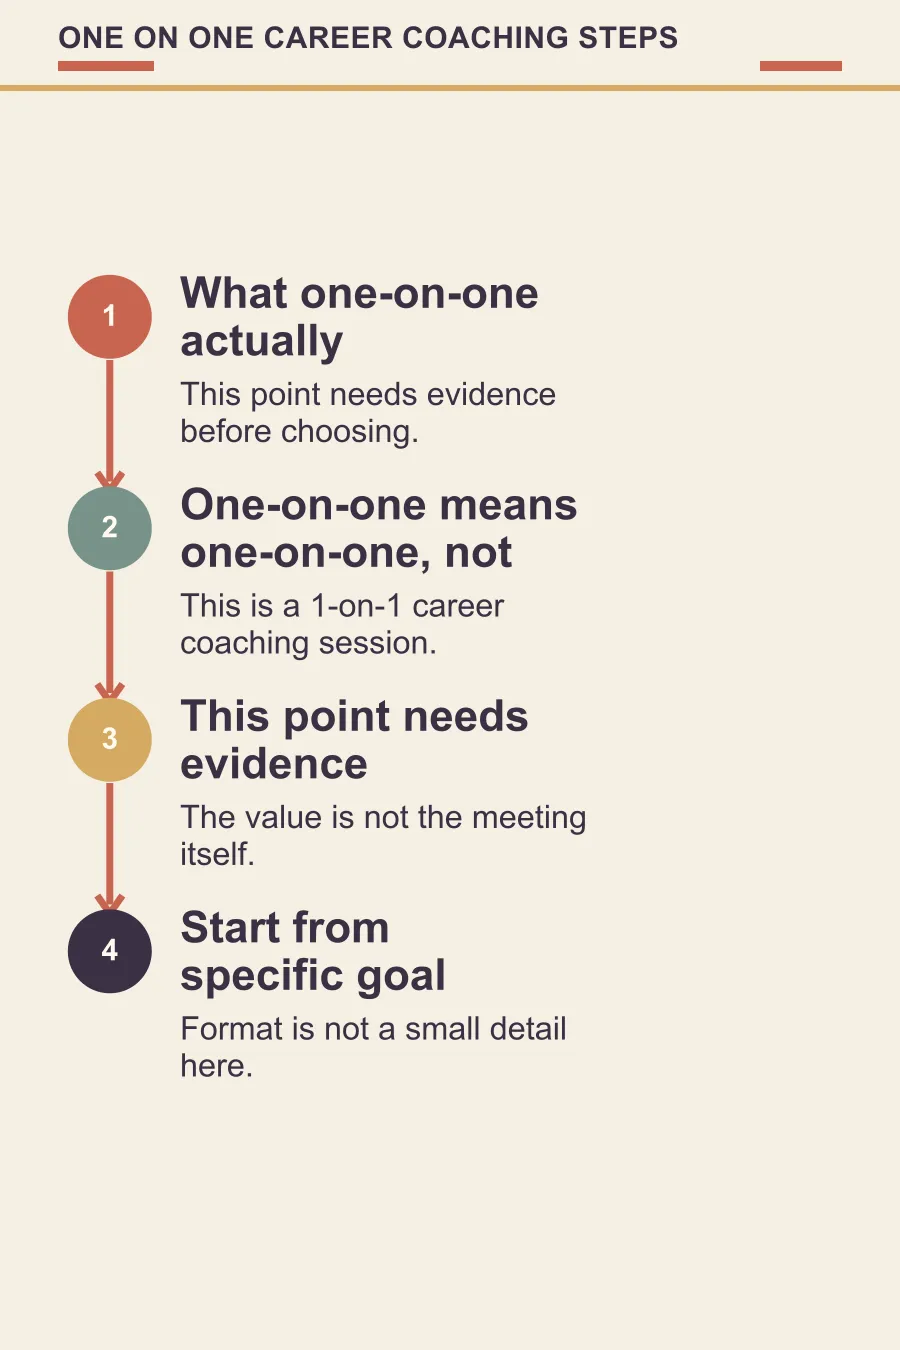 ONE ON ONE CAREER COACHING STEPS
1
What one-on-one
actually
This point needs evidence
before choosing.
2
One-on-one means
one-on-one, not
This is a 1-on-1 career
coaching session.
3
This point needs
evidence
The value is not the meeting
itself.
4
Start from
specific goal
Format is not a small detail
here.